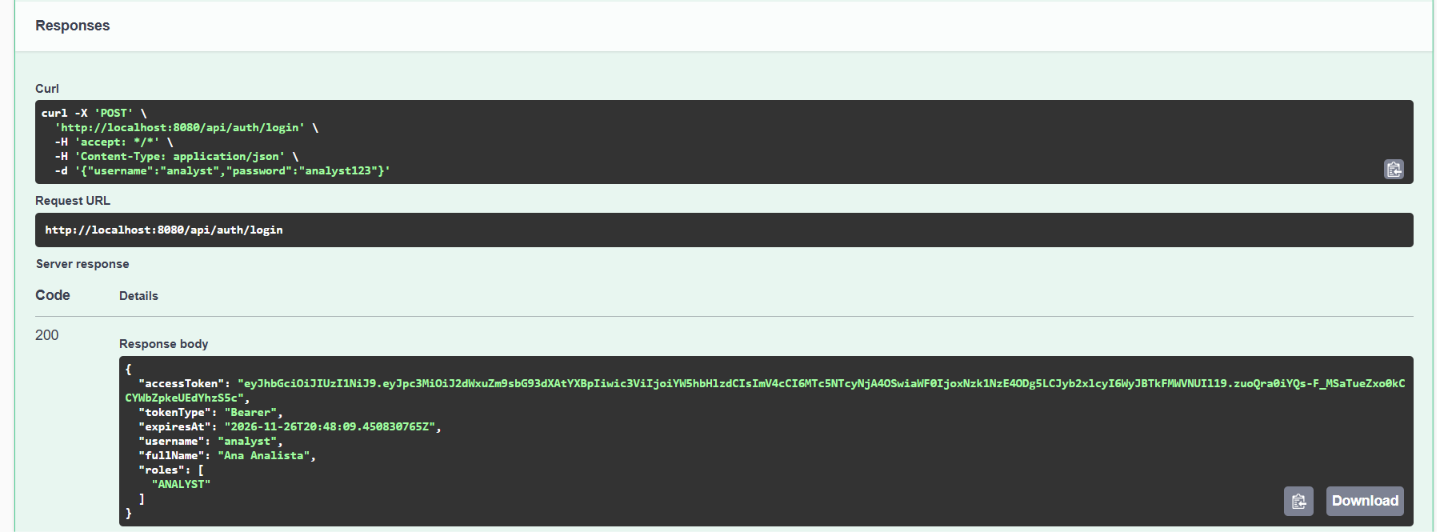 Responses
Curl
curl -X 'POST' \
'http://localhost:8080/api/auth/login' \
-H 'accept: */*' \
-H 'Content-Type: application/json' \
-d '{"username":"analyst","password":"analyst123"}'
Request URL
http://localhost:8080/api/auth/login
Server response
Code Details
200
Response body
{
"accessToken": "eyJhbGciOiJIUzI1NiJ9.eyJpc3MiOiJ2dWxuZm9sbG93dXAtYXBpIiwic3ViIjoiYW5hbHlzdCIsImV4cCI6MTc5NTcyNjA4OSwiaWF0IjoxNzk1NzE4ODg5LCJyb2xlcyI6WyJBTkFMWVNUIl19.zuoQra0iYQs-F_MSaTueZxo0kC
CYWbZpkeUEdYhzS5c",
"tokenType": "Bearer",
"expiresAt": "2026-11-26T20:48:09.450830765Z",
"username": "analyst",
"fullName": "Ana Analista",
"roles": [
"ANALYST"
]
}
Download